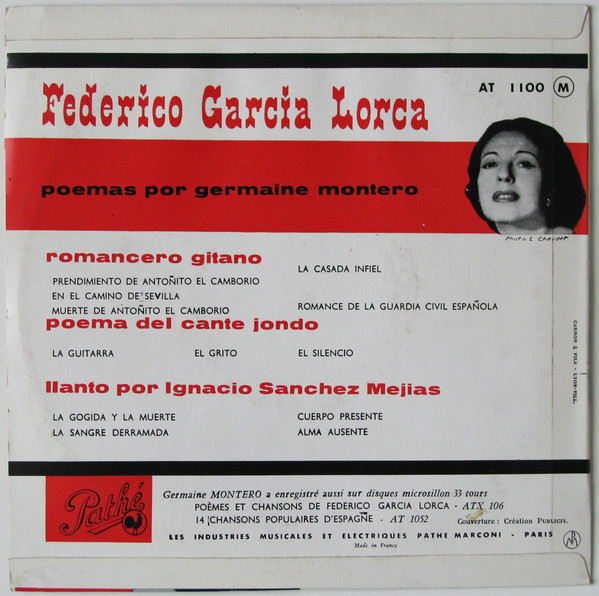 AT 1100 M
Federico Garcia Lorca
poemas por germaine montero
PHOTO L Chevert
romancero gitano
LA CASADA INFIEL
PRENDIMIENTO DE ANTOÑITO EL CAMBORIO
EN EL CAMINO DE SEVILLA
ROMANCE DE LA GUARDIA CIVIL ESPAÑOLA
MUERTE DE ANTOÑITO EL CAMBORIO
poema del cante jondo
LA GUITARRA EL GRITO EL SILENCIO
llanto por Ignacio Sanchez Mejias
LA GOGIDA Y LA MUERTE CUERPO PRESENTE
LA SANGRE DERRAMADA ALMA AUSENTE
Pathé
Germaine MONTERO a enregistré aussi sur disques microsillon 33 tours
POÈMES ET CHANSONS DE FEDERICO GARCIA LORCA - ATX 106
14 CHANSONS POPULAIRES D'ESPAGÑE - AT 1052 Couverture : Création PUBLICIS.
LES INDUSTRIES MUSICALES ET ELECTRIQUES PATHE MARCONI - PARIS
Made in France